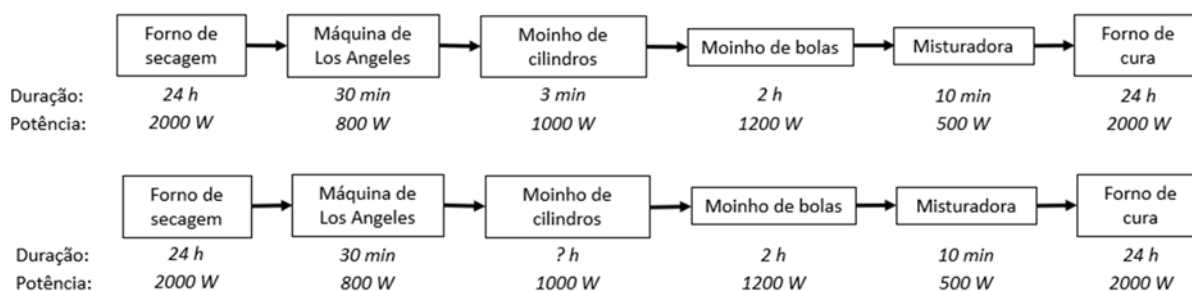 Forno de secagem
Máquina de Los Angeles
Moinho de cilindros
Moinho de bolas
Misturadora
Forno de cura
Duração: 24 h 30 min 3 min 2 h 10 min 24 h
Potência: 2000 W 800 W 1000 W 1200 W 500 W 2000 W
Forno de secagem
Máquina de Los Angeles
Moinho de cilindros
Moinho de bolas
Misturadora
Forno de cura
Duração: 24 h 30 min ? h 2 h 10 min 24 h
Potência: 2000 W 800 W 1000 W 1200 W 500 W 2000 W